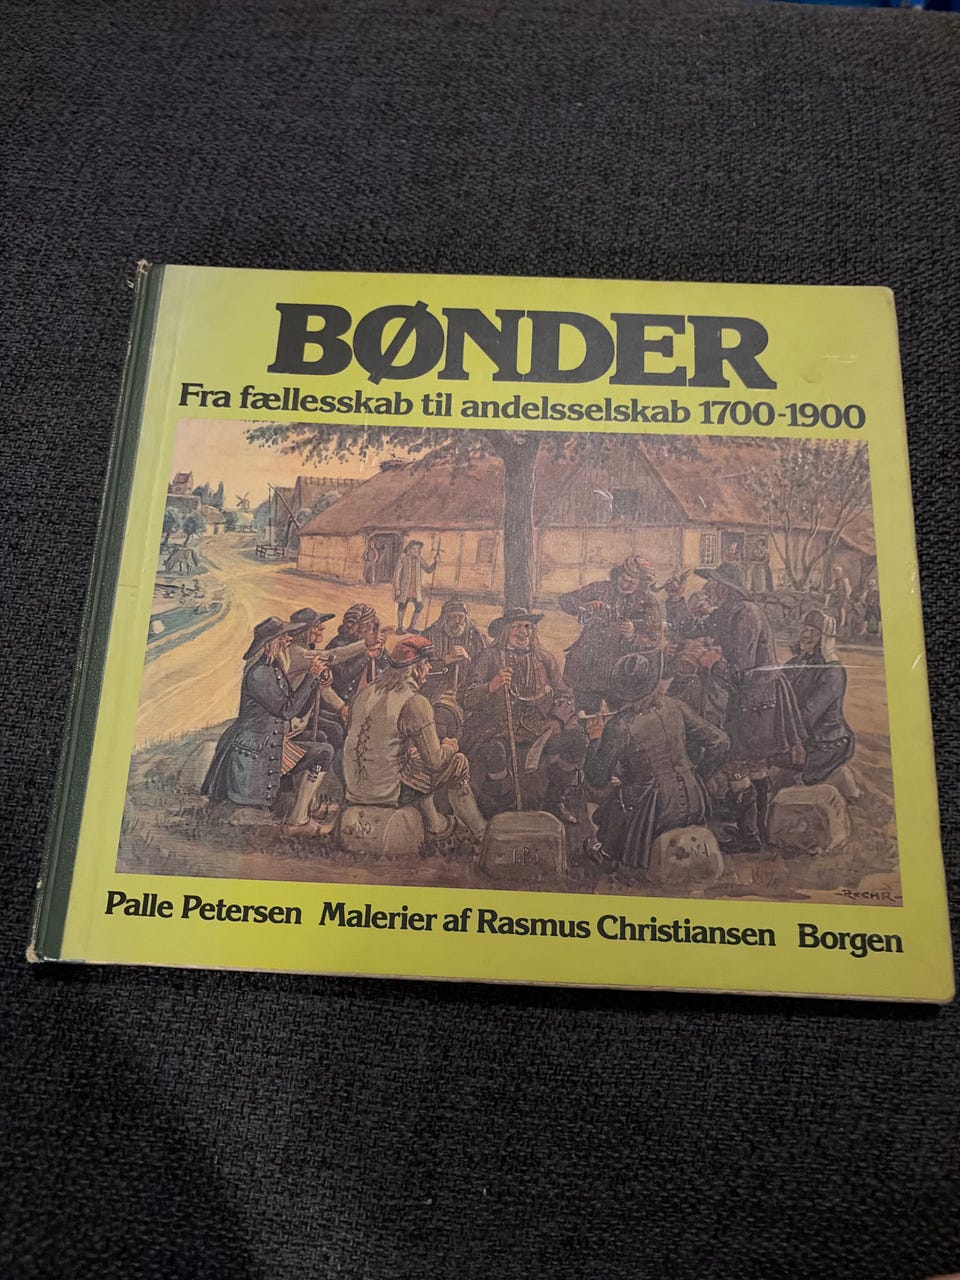 BØNDER
Fra fællesskab til andelsselskab 1700-1900
Palle Petersen Malerier af Rasmus Christiansen Borgen